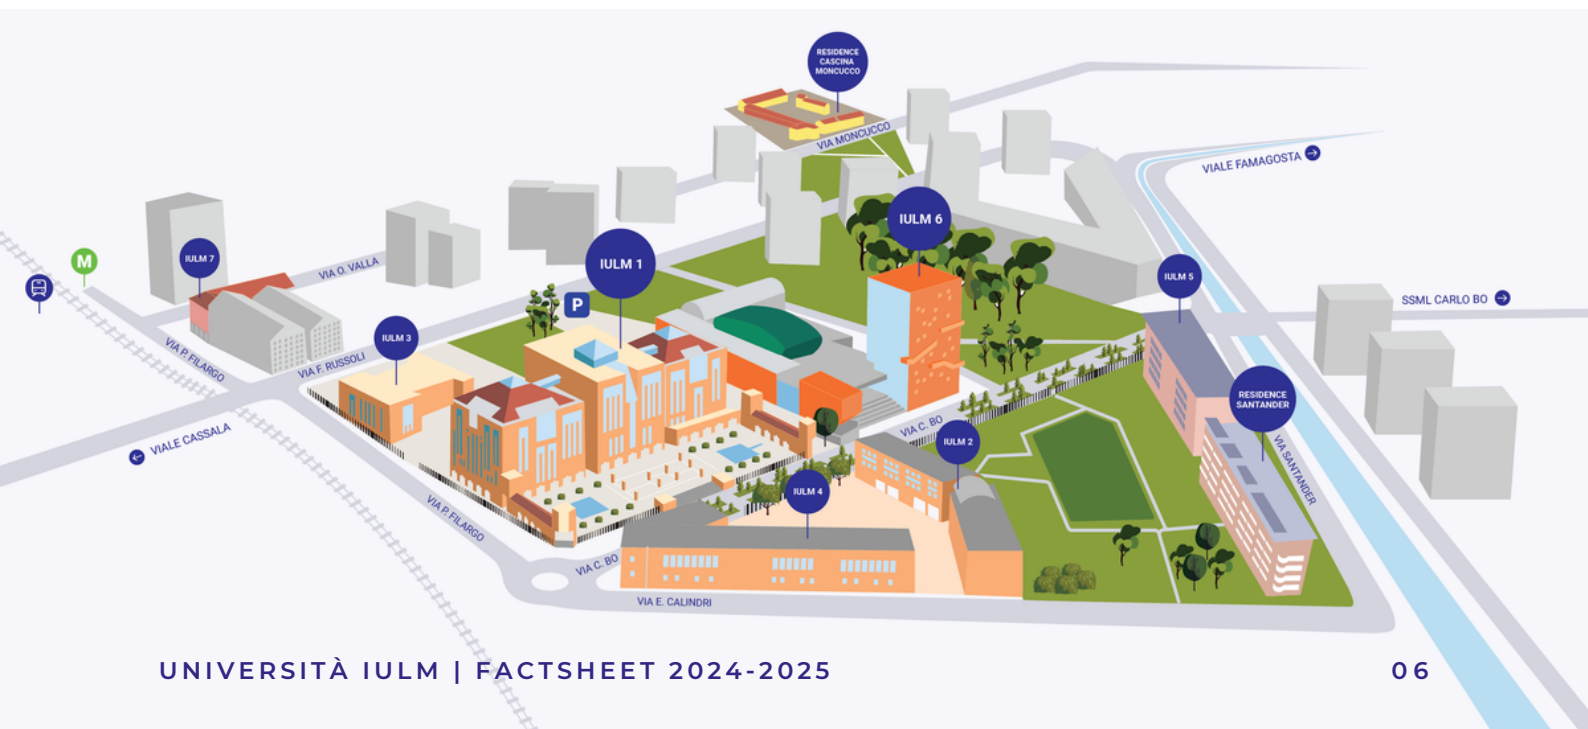 RESIDENCE
CASCINA
MONCUCCO
VIA MONCUCCO
VIALE FAMAGOSTA
IULM 6
IULM 7
M
VIA O. VALLA
IULM 1
P
IULM 5
SSML CARLO BO
IULM 3
VIA P. FILARGO
VIA F. RUSSOLI
RESIDENCE
SANTANDER
VIALE CASSALA
VIA C. BO
IULM 2
VIA SANTANDER
IULM 4
VIA P. FILARGO
VIA C. BO
VIA E. CALINDRI
UNIVERSITÀ IULM | FACTSHEET 2024-2025
06